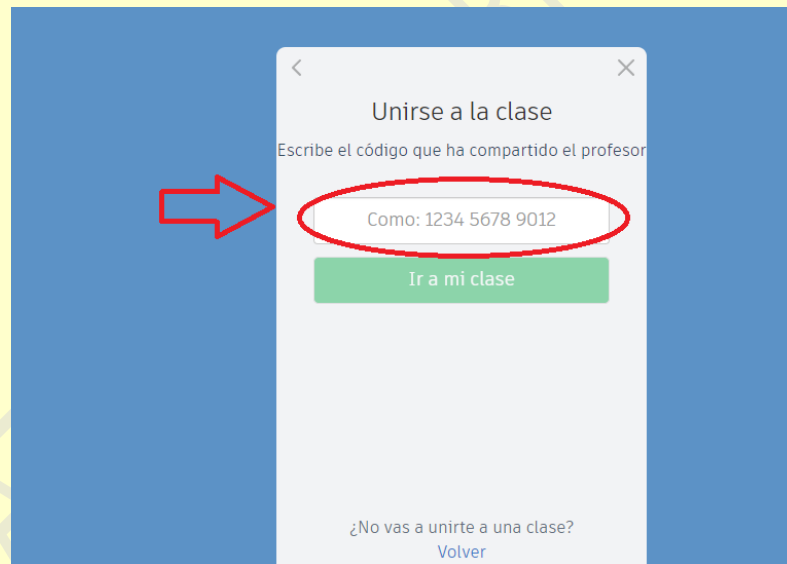 Unirse a la clase
Escribe el código que ha compartido el profesor
Como: 1234 5678 9012
Ir a mi clase
¿No vas a unirte a una clase?
Volver